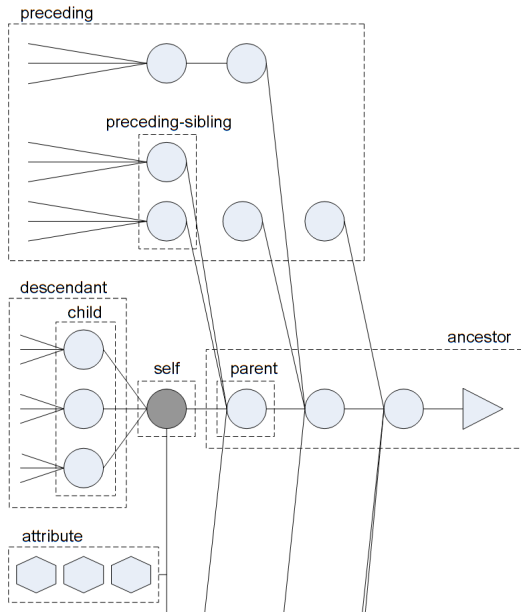 preceding
preceding-sibling
descendant
child
self
parent
ancestor
attribute